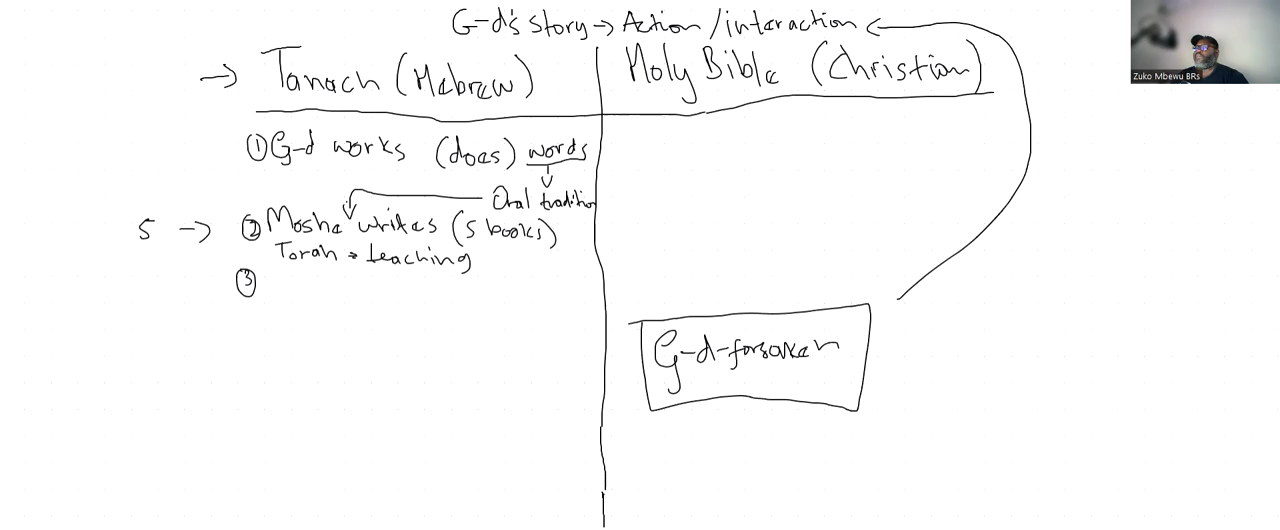 G-d's story → Action/interaction
→ Tanach (Hebrew)
Holy Bible (Christian)
① G-d works (does) words
Oral tradition
5 → ② Moshe writes (5 books)
Torah → teaching
③
G-d-forsaken
Zuko Mbewu BRs